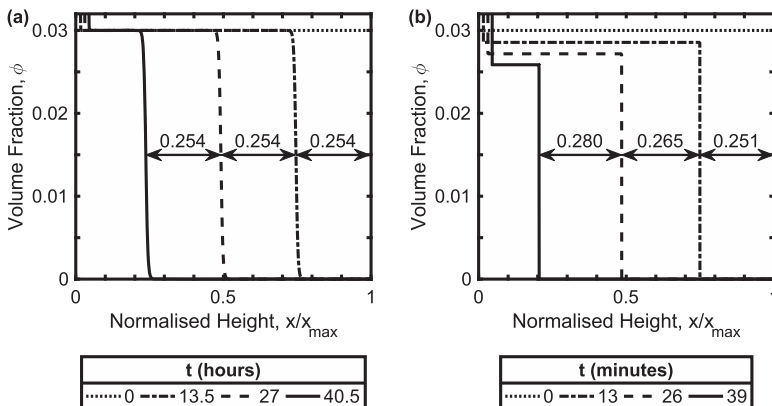 (a)
0.03
0.02
0.01
0
Volume Fraction, ϕ
0.254
0.254
0.254
0
0.5
1
Normalised Height, x/x_max
t (hours)
0 13.5 27 40.5
(b)
0.03
0.02
0.01
0
Volume Fraction, ϕ
0.280
0.265
0.251
0
0.5
1
Normalised Height, x/x_max
t (minutes)
0 13 26 39